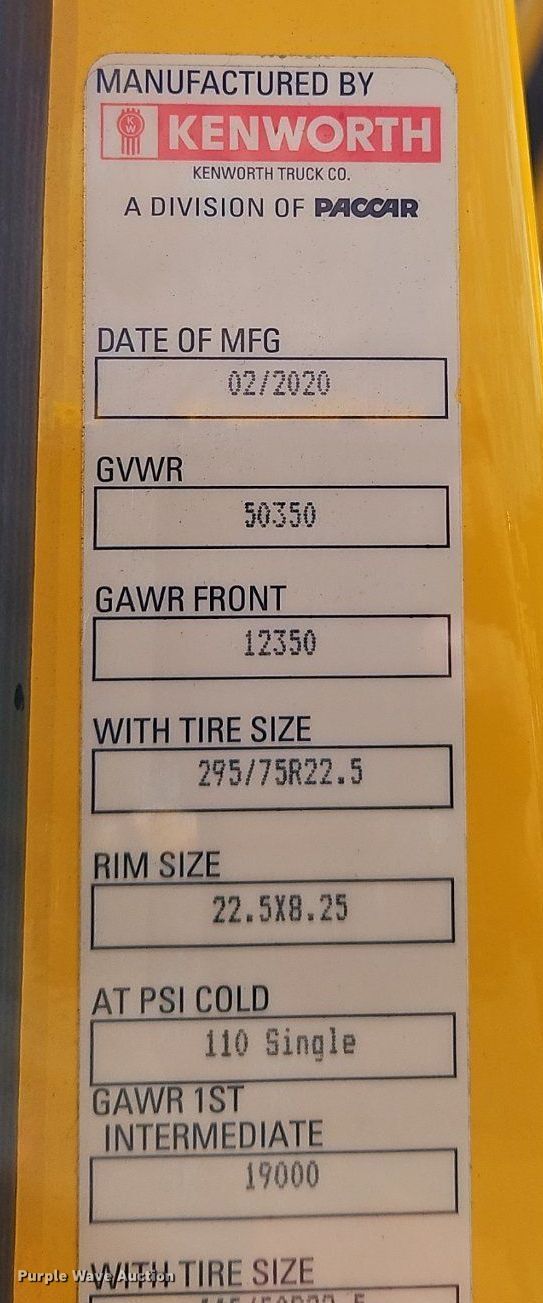 MANUFACTURED BY
KW KENWORTH
KENWORTH TRUCK CO.
A DIVISION OF PACCAR
DATE OF MFG
02/2020
GVWR
50350
GAWR FRONT
12350
WITH TIRE SIZE
295/75R22.5
RIM SIZE
22.5X8.25
AT PSI COLD
110 Single
GAWR 1ST
INTERMEDIATE
19000
WITH TIRE SIZE
Purple Wave Auction